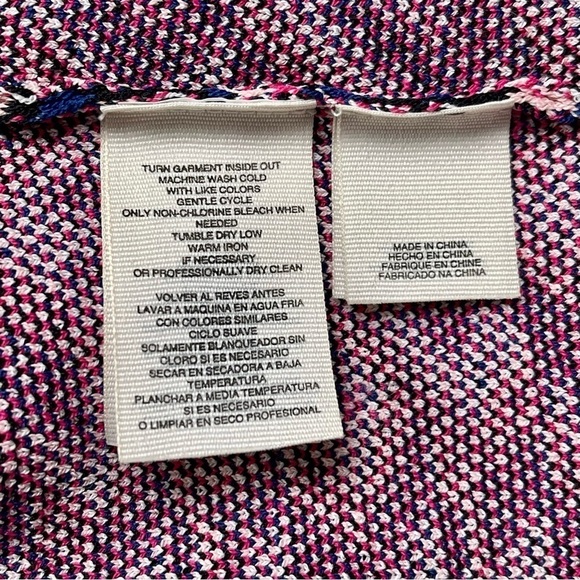 TURN GARMENT INSIDE OUT
MACHINE WASH COLD
WITH LIKE COLORS
GENTLE CYCLE
ONLY NON-CHLORINE BLEACH WHEN
NEEDED
TUMBLE DRY LOW
WARM IRON
IF NECESSARY
OR PROFESSIONALLY DRY CLEAN
VOLVER AL REVES ANTES
LAVAR A MAQUINA EN AGUA FRIA
CON COLORES SIMILARES
CICLO SUAVE
SOLAMENTE BLANQUEADOR SIN
CLORO SI ES NECESARIO
SECAR EN SECADORA A BAJA
TEMPERATURA
PLANCHAR A MEDIA TEMPERATURA
SI ES NECESARIO
O LIMPIAR EN SECO PROFESIONAL
MADE IN CHINA
HECHO EN CHINA
FABRIQUE EN CHINE
FABRICADO NA CHINA